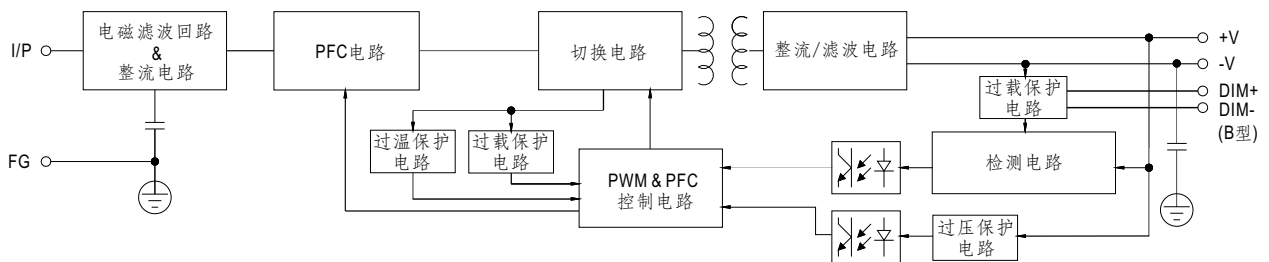 I/P
电磁滤波回路
&
整流电路
PFC电路
切换电路
整流/滤波电路
+V
-V
过载保护
电路
DIM+
DIM-
(B型)
FG
过温保护
电路
过载保护
电路
PWM & PFC
控制电路
检测电路
过压保护
电路